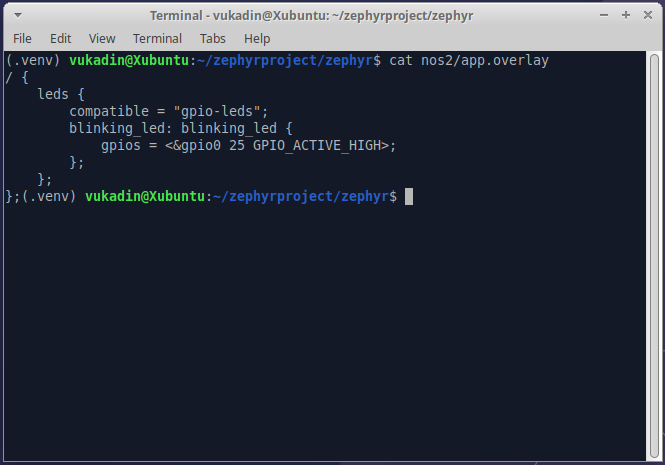 Terminal - vukadin@Xubuntu: ~/zephyrproject/zephyr
File Edit View Terminal Tabs Help
(.venv) vukadin@Xubuntu:~/zephyrproject/zephyr$ cat nos2/app.overlay
/ {
    leds {
        compatible = "gpio-leds";
        blinking_led: blinking_led {
            gpios = <&gpio0 25 GPIO_ACTIVE_HIGH>;
        };
    };
};(.venv) vukadin@Xubuntu:~/zephyrproject/zephyr$